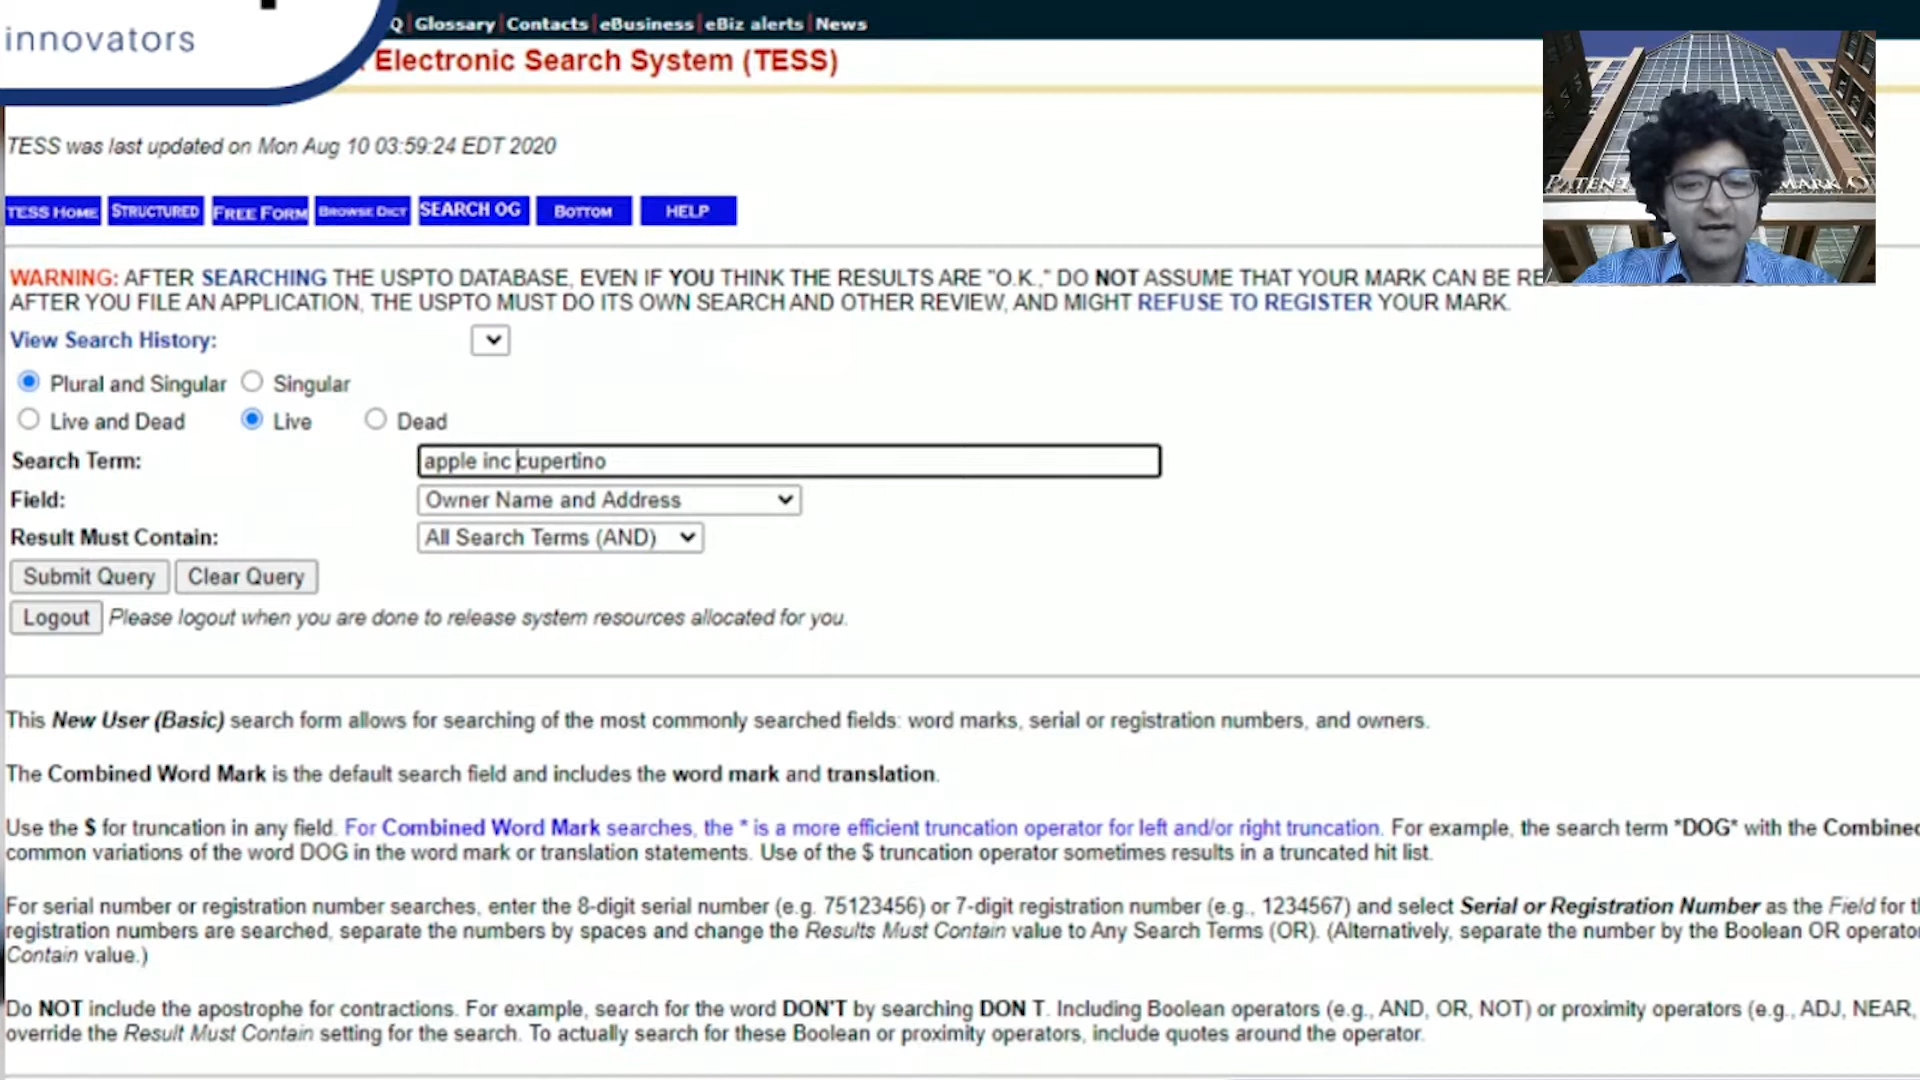 innovators
Q | Glossary | Contacts | eBusiness | eBiz alerts | News
Electronic Search System (TESS)
TESS was last updated on Mon Aug 10 03:59:24 EDT 2020
TESS HOME STRUCTURED FREE FORM BROWSE DICT SEARCH OG BOTTOM HELP
WARNING: AFTER SEARCHING THE USPTO DATABASE, EVEN IF YOU THINK THE RESULTS ARE "O.K.," DO NOT ASSUME THAT YOUR MARK CAN BE RE
AFTER YOU FILE AN APPLICATION, THE USPTO MUST DO ITS OWN SEARCH AND OTHER REVIEW, AND MIGHT REFUSE TO REGISTER YOUR MARK.
PATENT MARK O
View Search History:
Plural and Singular Singular
Live and Dead Live Dead
Search Term: apple inc cupertino
Field: Owner Name and Address
Result Must Contain: All Search Terms (AND)
Submit Query Clear Query
Logout Please logout when you are done to release system resources allocated for you.
This New User (Basic) search form allows for searching of the most commonly searched fields: word marks, serial or registration numbers, and owners.
The Combined Word Mark is the default search field and includes the word mark and translation.
Use the $ for truncation in any field. For Combined Word Mark searches, the * is a more efficient truncation operator for left and/or right truncation. For example, the search term *DOG* with the Combined
common variations of the word DOG in the word mark or translation statements. Use of the $ truncation operator sometimes results in a truncated hit list.
For serial number or registration number searches, enter the 8-digit serial number (e.g. 75123456) or 7-digit registration number (e.g., 1234567) and select Serial or Registration Number as the Field for th
registration numbers are searched, separate the numbers by spaces and change the Results Must Contain value to Any Search Terms (OR). (Alternatively, separate the number by the Boolean OR operato
Contain value.)
Do NOT include the apostrophe for contractions. For example, search for the word DON'T by searching DON T. Including Boolean operators (e.g., AND, OR, NOT) or proximity operators (e.g., ADJ, NEAR,
override the Result Must Contain setting for the search. To actually search for these Boolean or proximity operators, include quotes around the operator.